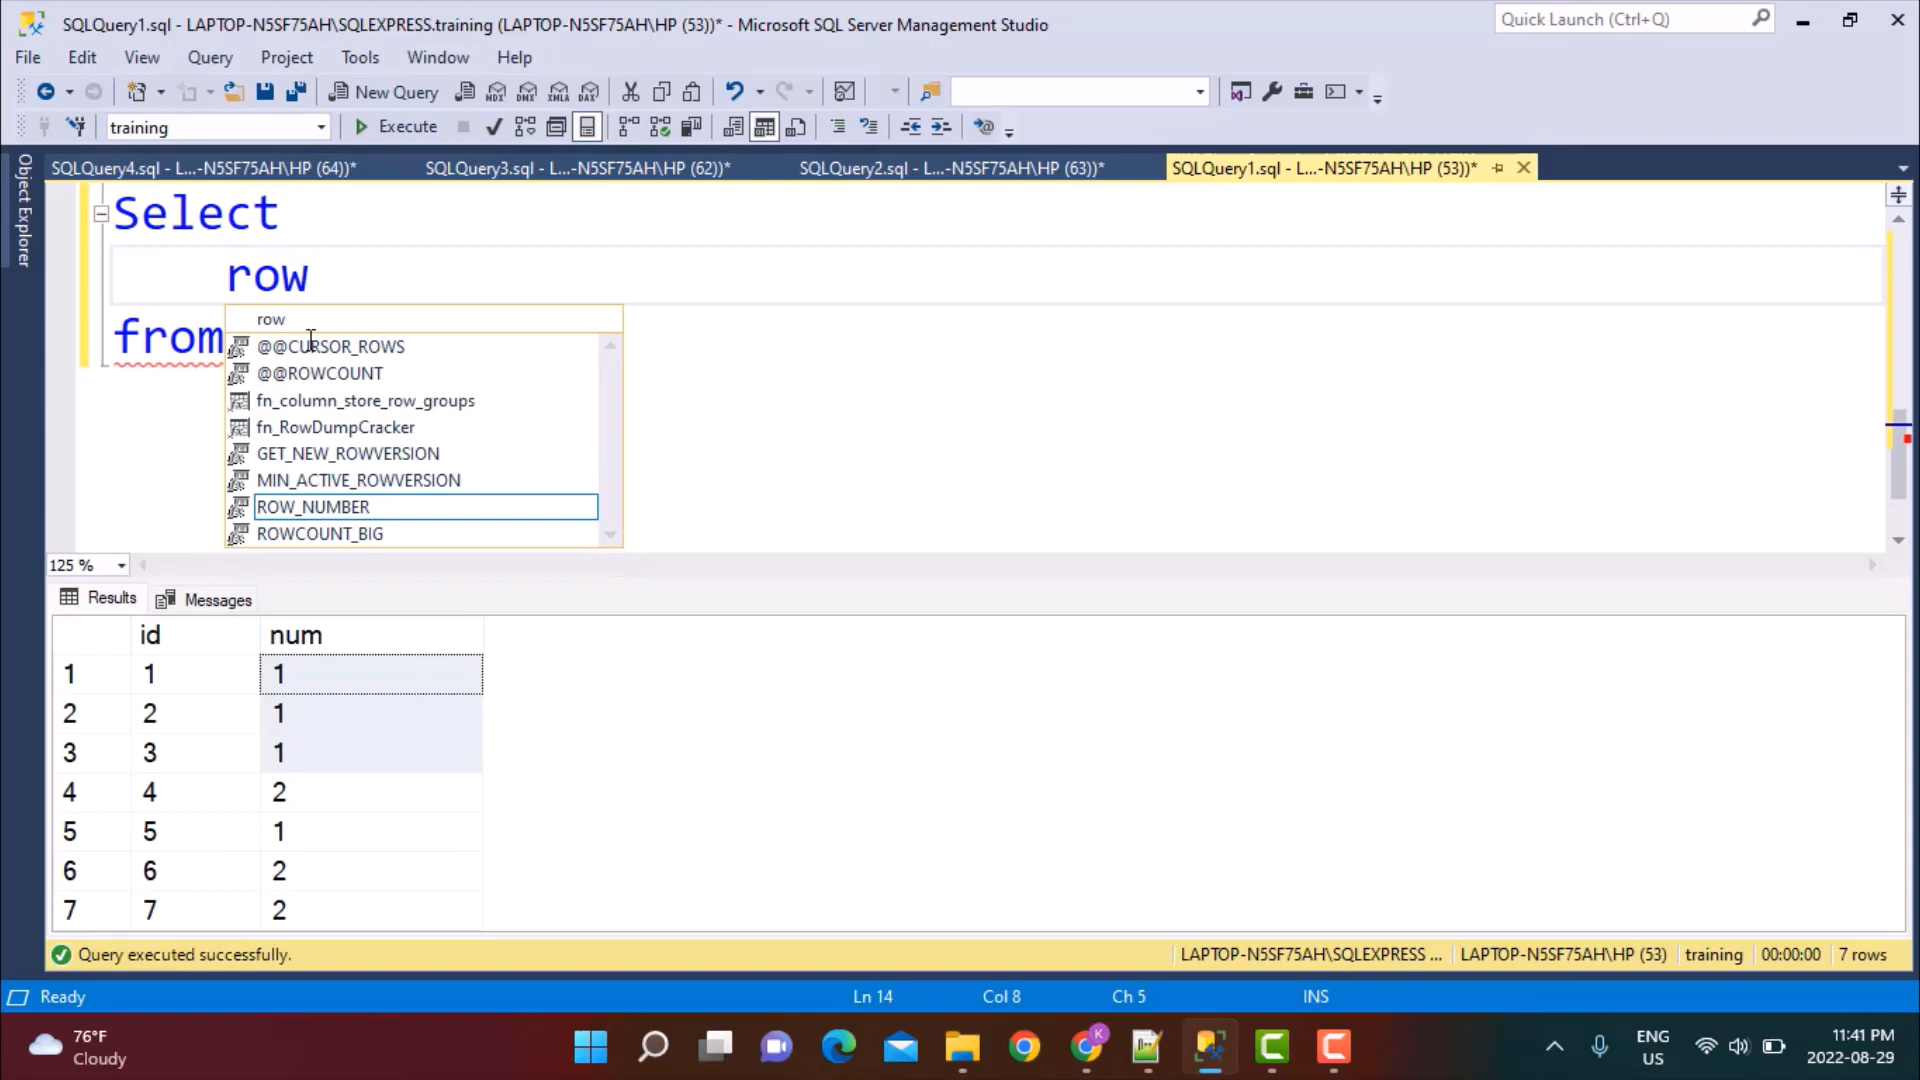 SQLQuery1.sql - LAPTOP-N5SF75AH\SQLEXPRESS.training (LAPTOP-N5SF75AH\HP (53))* - Microsoft SQL Server Management Studio
Quick Launch (Ctrl+Q)
File Edit View Query Project Tools Window Help
New Query MDX DMX XMLA DAX
training Execute
Object Explorer
SQLQuery4.sql - L...-N5SF75AH\HP (64))* SQLQuery3.sql - L...-N5SF75AH\HP (62))* SQLQuery2.sql - L...-N5SF75AH\HP (63))* SQLQuery1.sql - L...-N5SF75AH\HP (53))*
Select
row
from
row
@@CURSOR_ROWS
@@ROWCOUNT
fn_column_store_row_groups
fn_RowDumpCracker
GET_NEW_ROWVERSION
MIN_ACTIVE_ROWVERSION
ROW_NUMBER
ROWCOUNT_BIG
125 %
Results Messages
id num
1 1 1
2 2 1
3 3 1
4 4 2
5 5 1
6 6 2
7 7 2
Query executed successfully. LAPTOP-N5SF75AH\SQLEXPRESS ... LAPTOP-N5SF75AH\HP (53) training 00:00:00 7 rows
Ready Ln 14 Col 8 Ch 5 INS
76°F
Cloudy
K
ENG
US
11:41 PM
2022-08-29